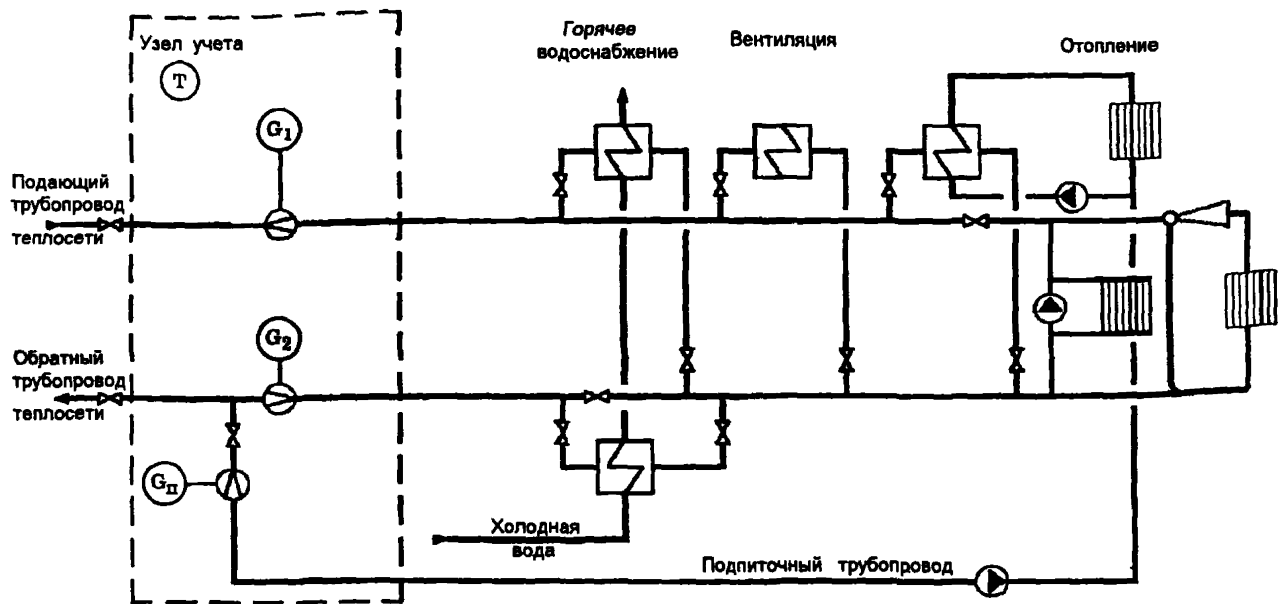 Узел учета
T
G1
Горячее
водоснабжение
Вентиляция
Отопление
Подающий
трубопровод
теплосети
G2
Обратный
трубопровод
теплосети
Gп
Холодная
вода
Подпиточный трубопровод